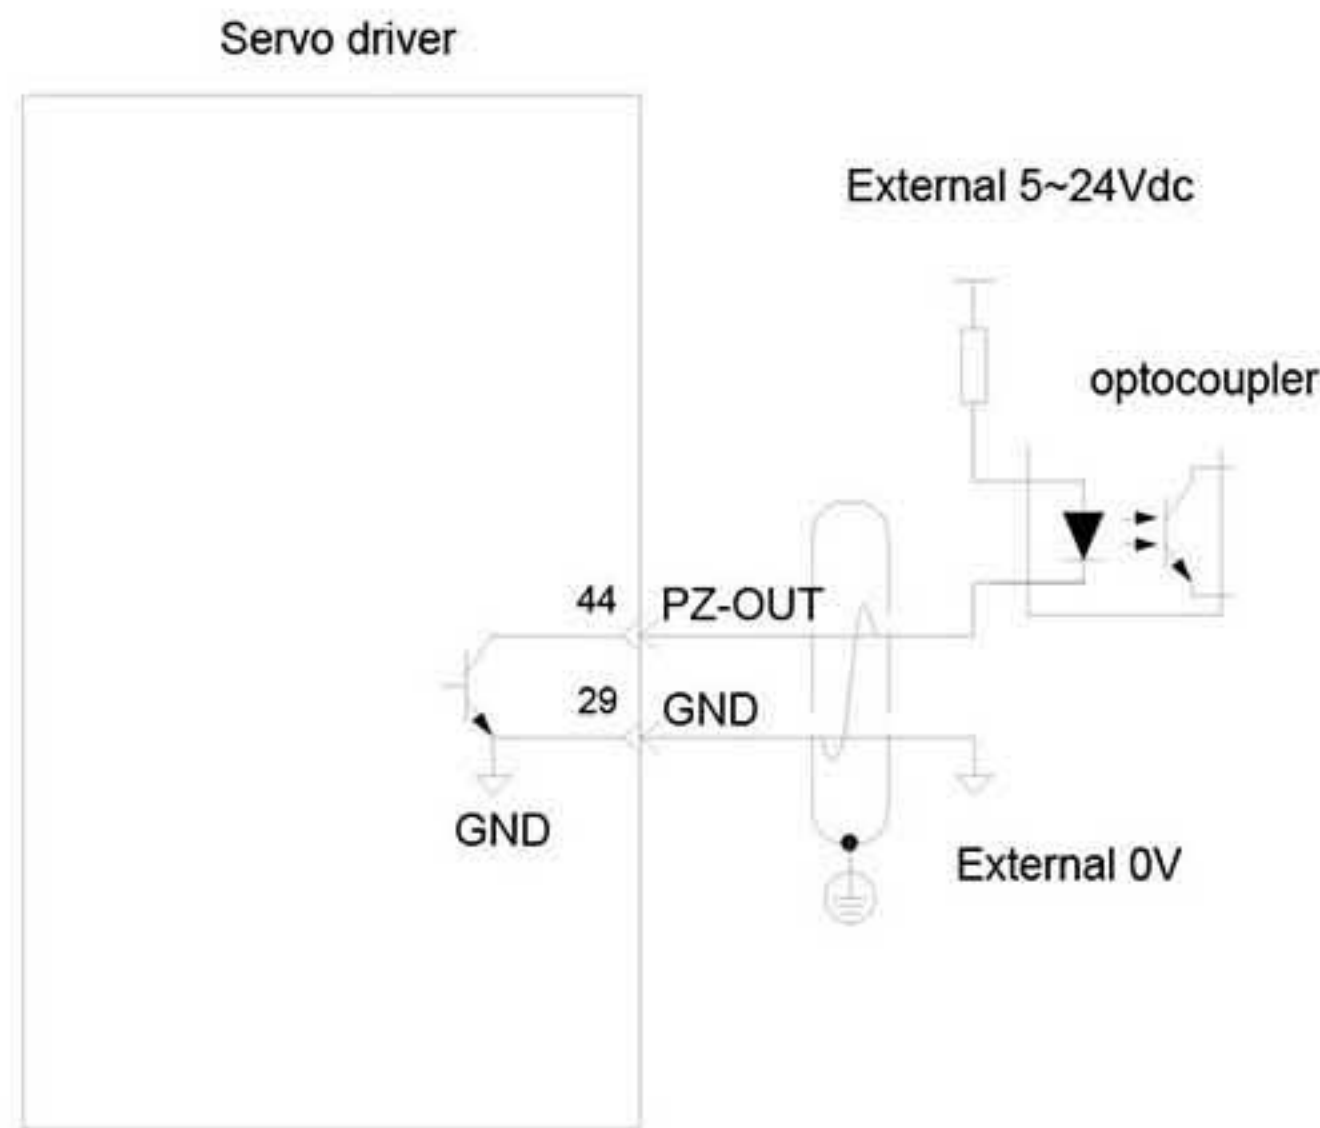 Servo driver
External 5~24Vdc
optocoupler
44 PZ-OUT
29 GND
GND
External 0V